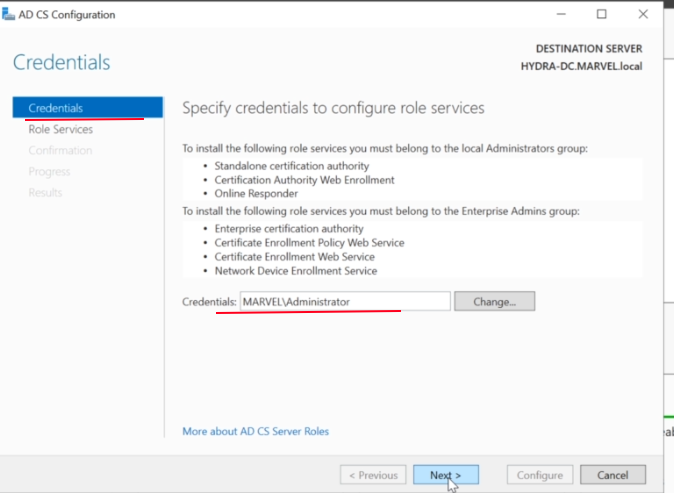 AD CS Configuration
DESTINATION SERVER
HYDRA-DC.MARVEL.local
Credentials
Credentials
Role Services
Confirmation
Progress
Results
Specify credentials to configure role services
To install the following role services you must belong to the local Administrators group:
• Standalone certification authority
• Certification Authority Web Enrollment
• Online Responder
To install the following role services you must belong to the Enterprise Admins group:
• Enterprise certification authority
• Certificate Enrollment Policy Web Service
• Certificate Enrollment Web Service
• Network Device Enrollment Service
Credentials: MARVEL\Administrator Change...
More about AD CS Server Roles
< Previous Next > Configure Cancel